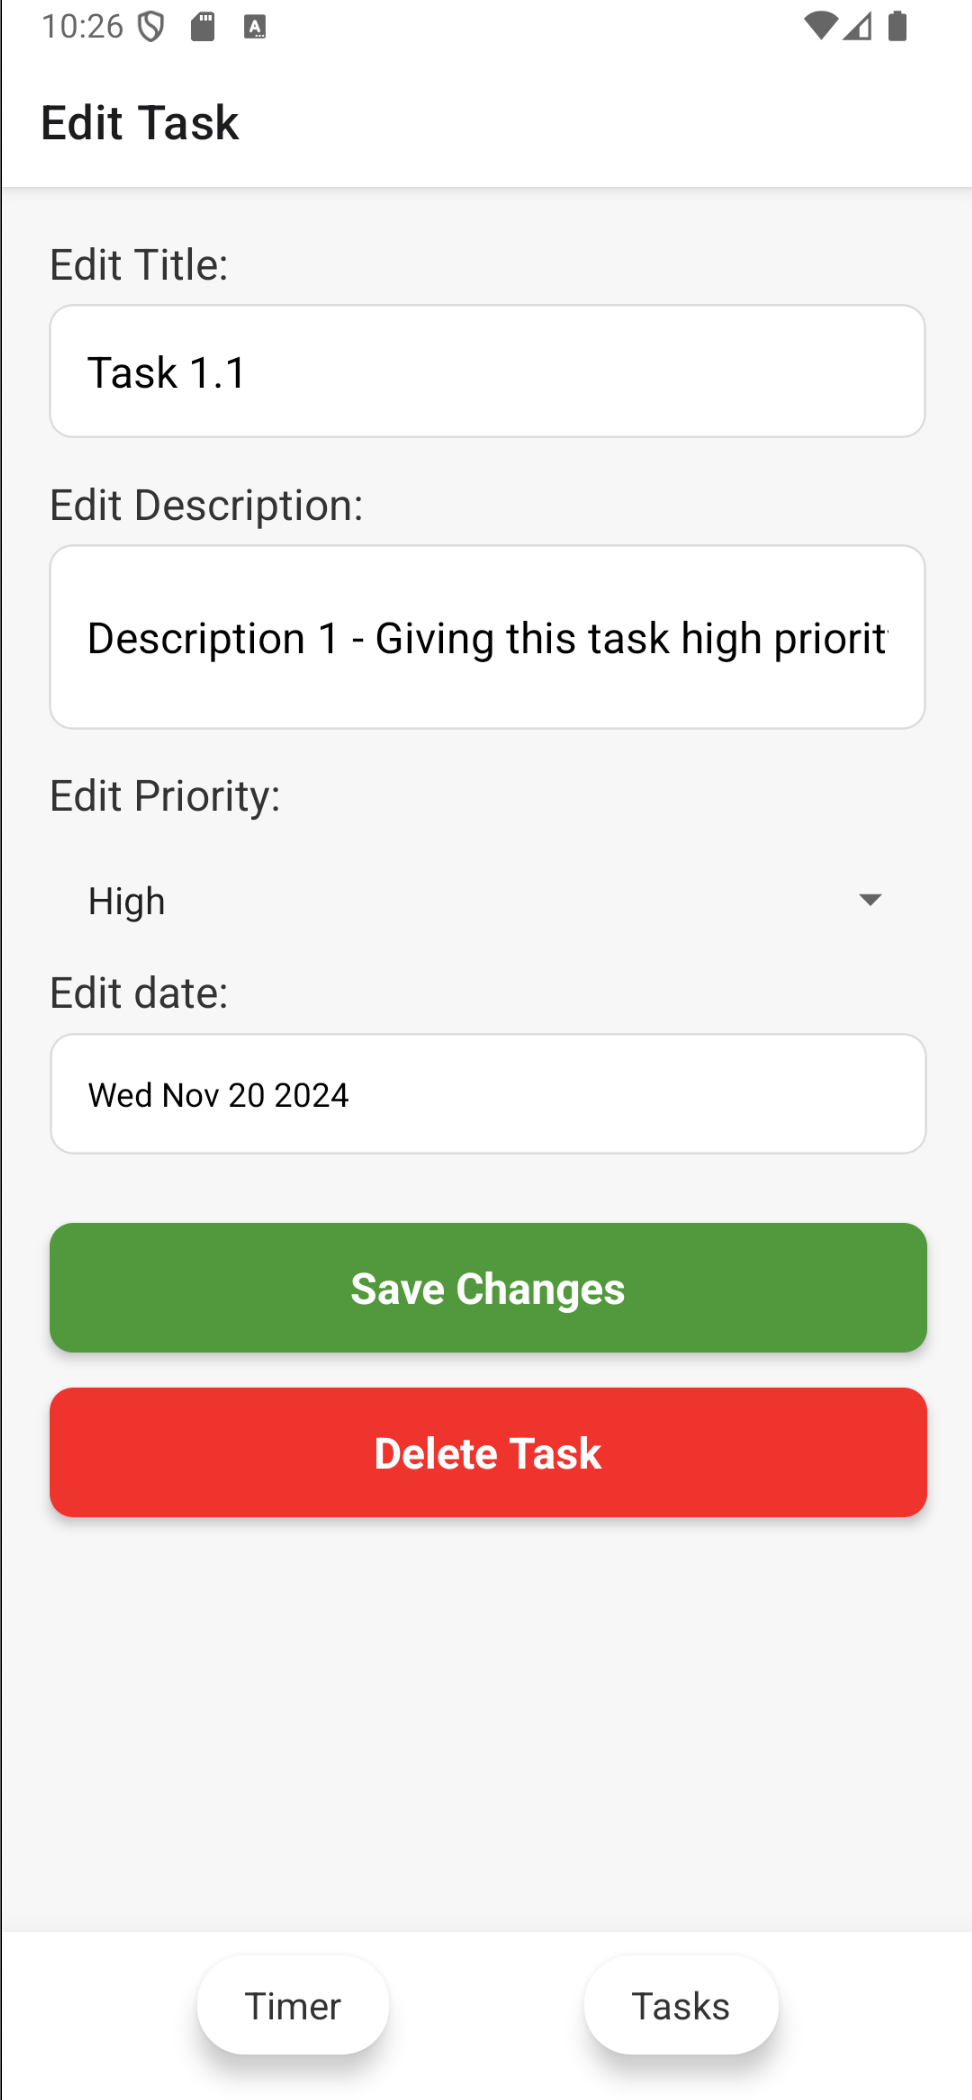 10:26
Edit Task
Edit Title:
Task 1.1
Edit Description:
Description 1 - Giving this task high priorit
Edit Priority:
High
Edit date:
Wed Nov 20 2024
Save Changes
Delete Task
Timer
Tasks